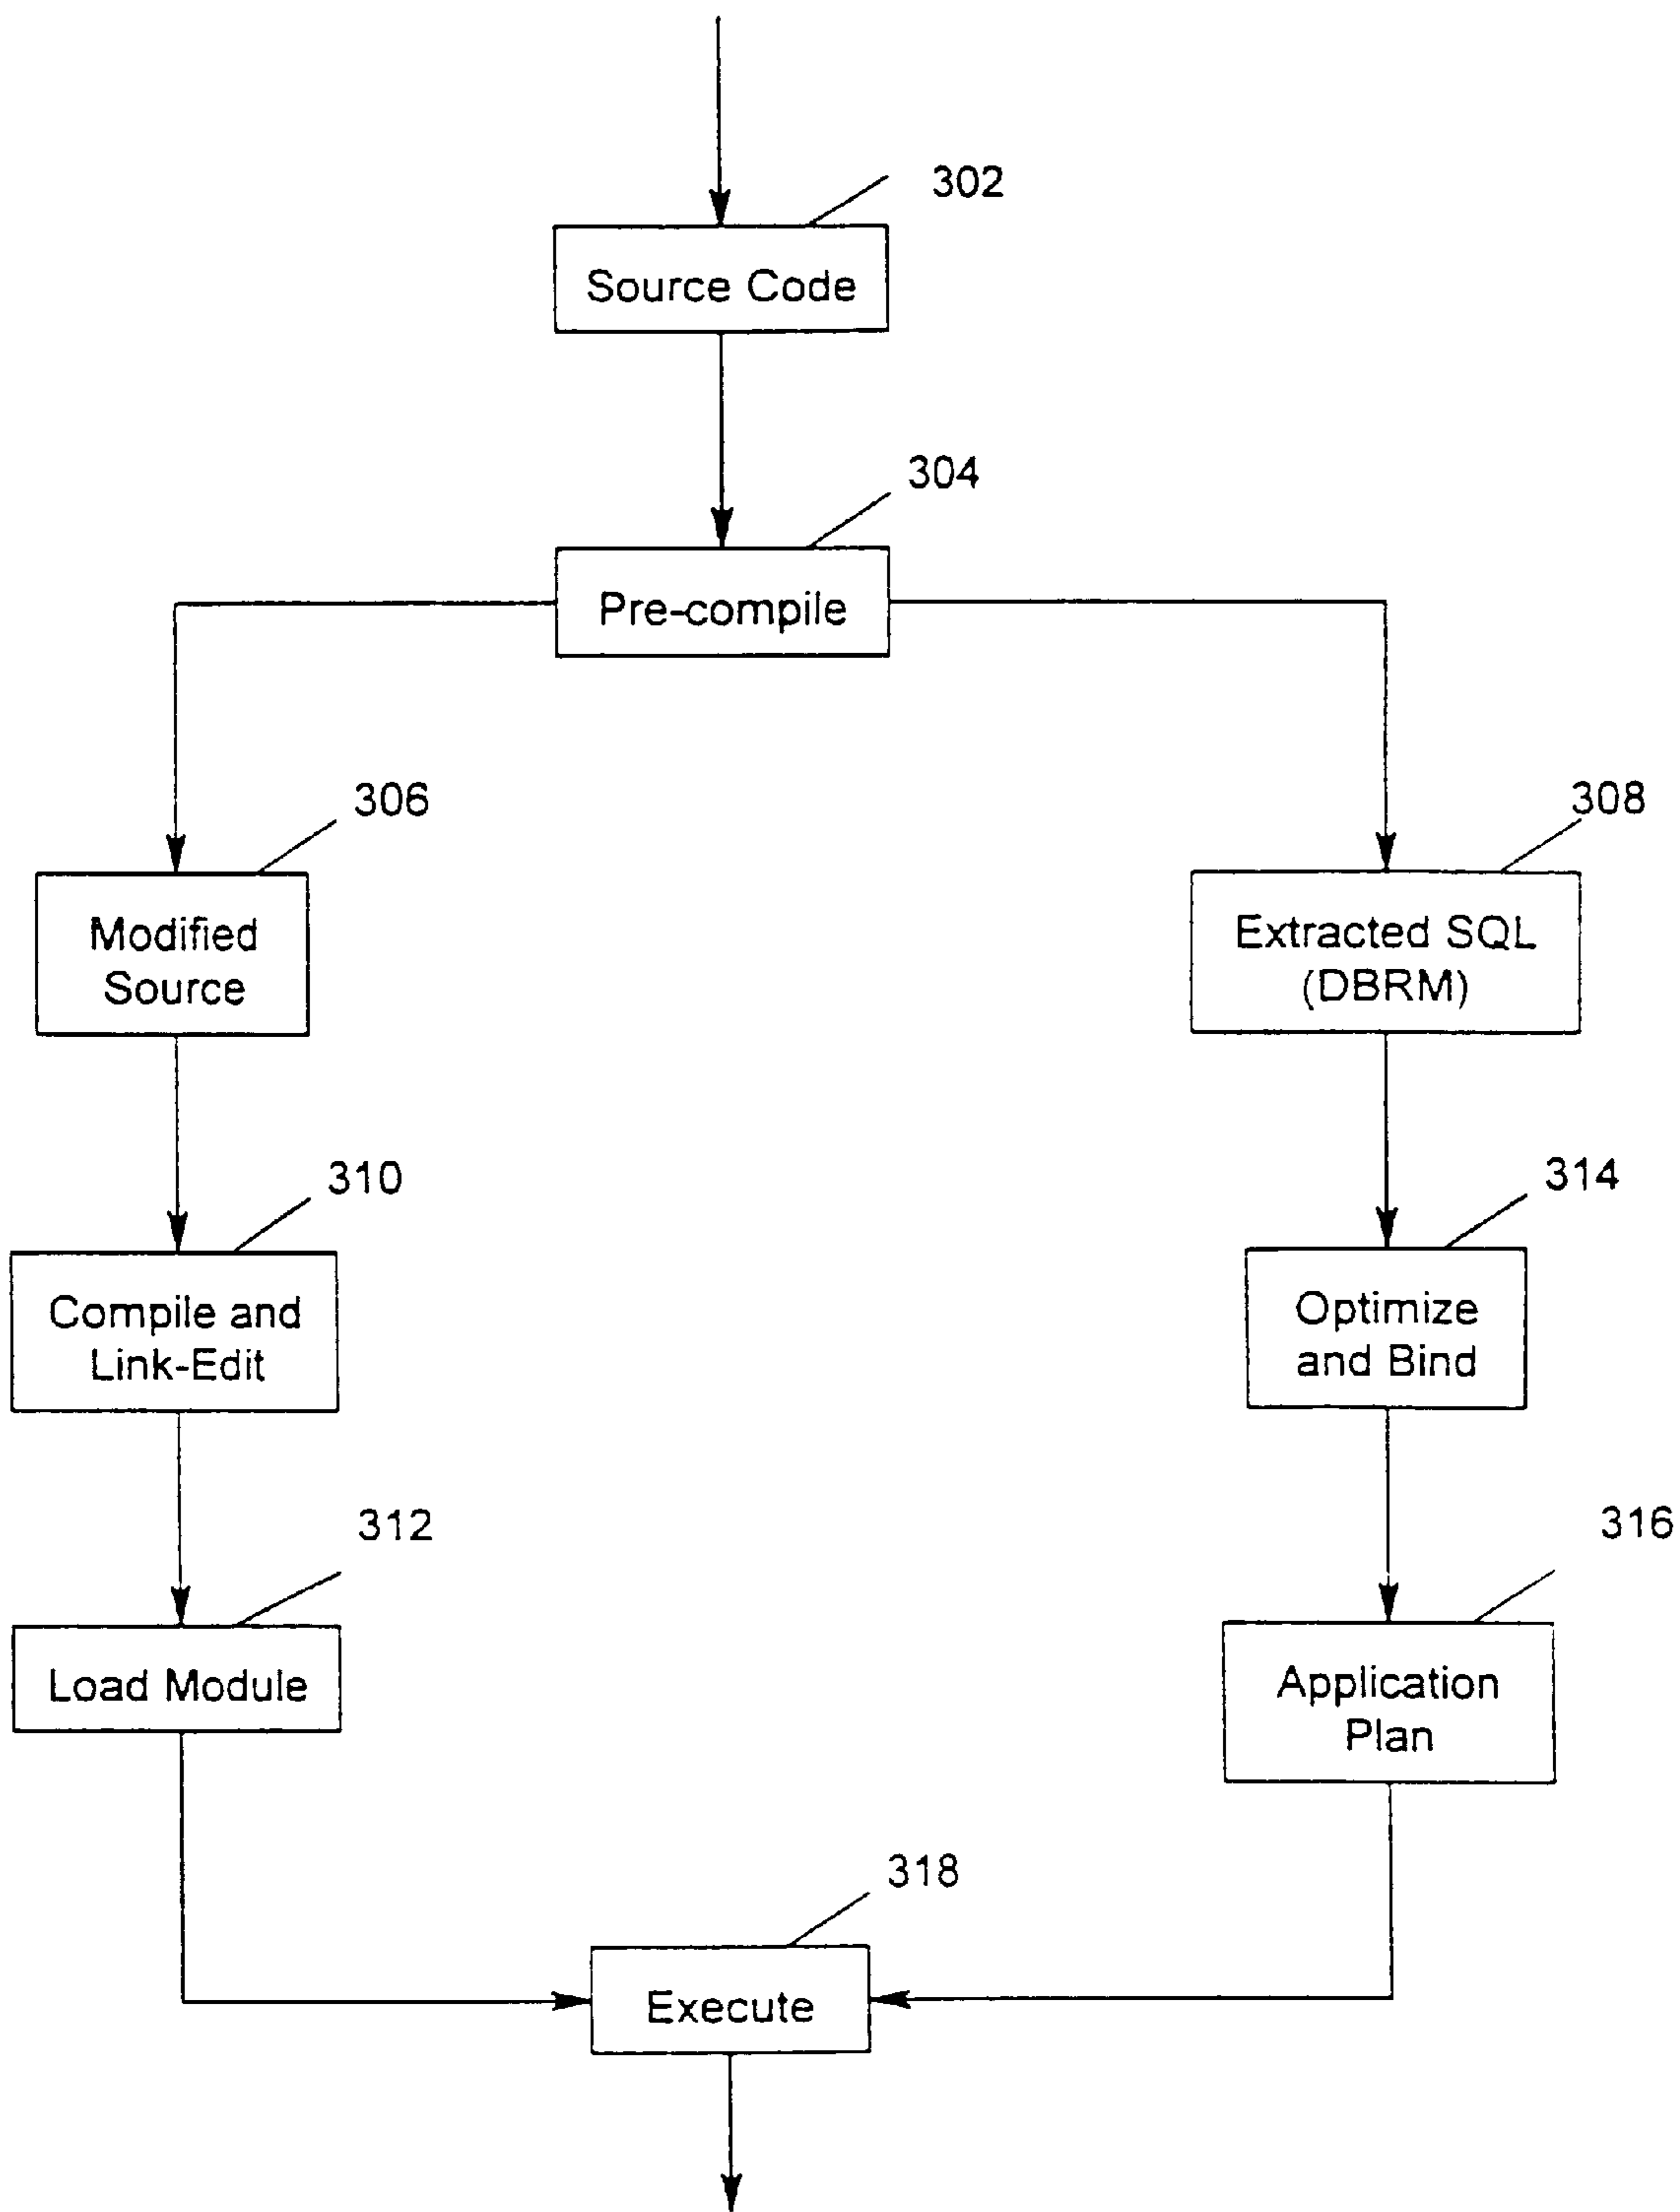 302
Source Code
304
Pre-compile
306
Modified
Source
308
Extracted SQL
(DBRM)
310
Compile and
Link-Edit
314
Optimize
and Bind
312
Load Module
316
Application
Plan
318
Execute